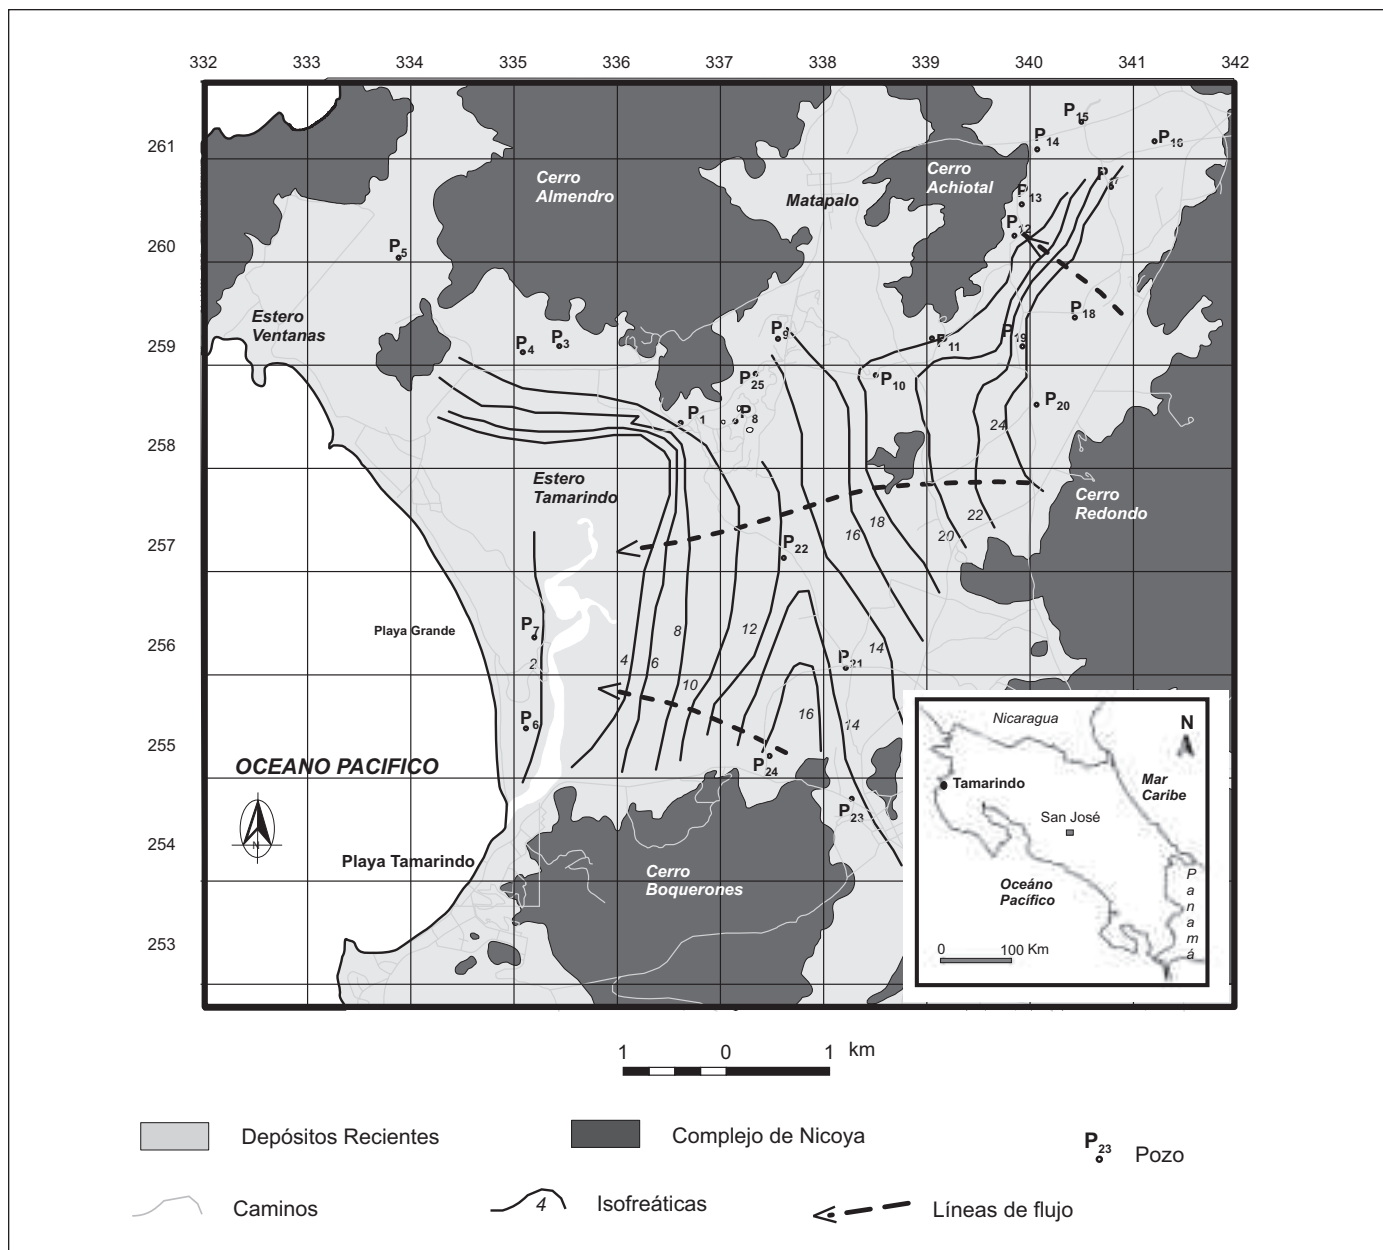 332 333 334 335 336 337 338 339 340 341 342
261
260
259
258
257
256
255
254
253
P15
P14
P16
Cerro
Achiotal
Cerro
Almendro
Matapalo
P13
P12
P5
Estero
Ventanas
P18
P4
P3
P9
P11
P19
P25
P10
P20
P1
P8
24
Estero
Tamarindo
Cerro
Redondo
16
18
20
22
P22
Playa Grande
P7
2
4
6
8
10
12
14
P21
P6
16
14
P24
P23
OCEANO PACIFICO
N
Playa Tamarindo
Cerro
Boquerones
Nicaragua
N
Tamarindo
Mar
Caribe
San José
Océano
Pacífico
Panamá
0 100 Km
1 0 1 km
Depósitos Recientes
Complejo de Nicoya
P23
Pozo
Caminos
4
Isofreáticas
Líneas de flujo